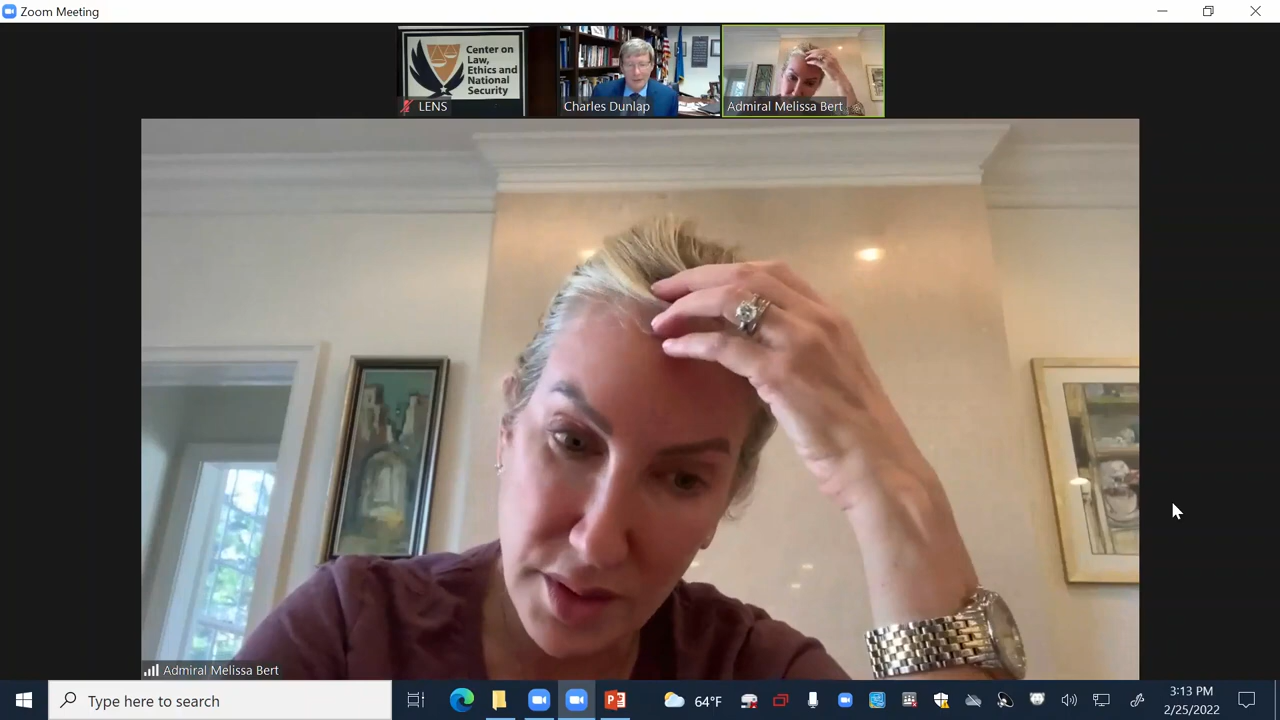 Zoom Meeting
Center on
Law,
Ethics and
National
Security
LENS
Charles Dunlap
Admiral Melissa Bert
Admiral Melissa Bert
Type here to search
64°F
3:13 PM
2/25/2022